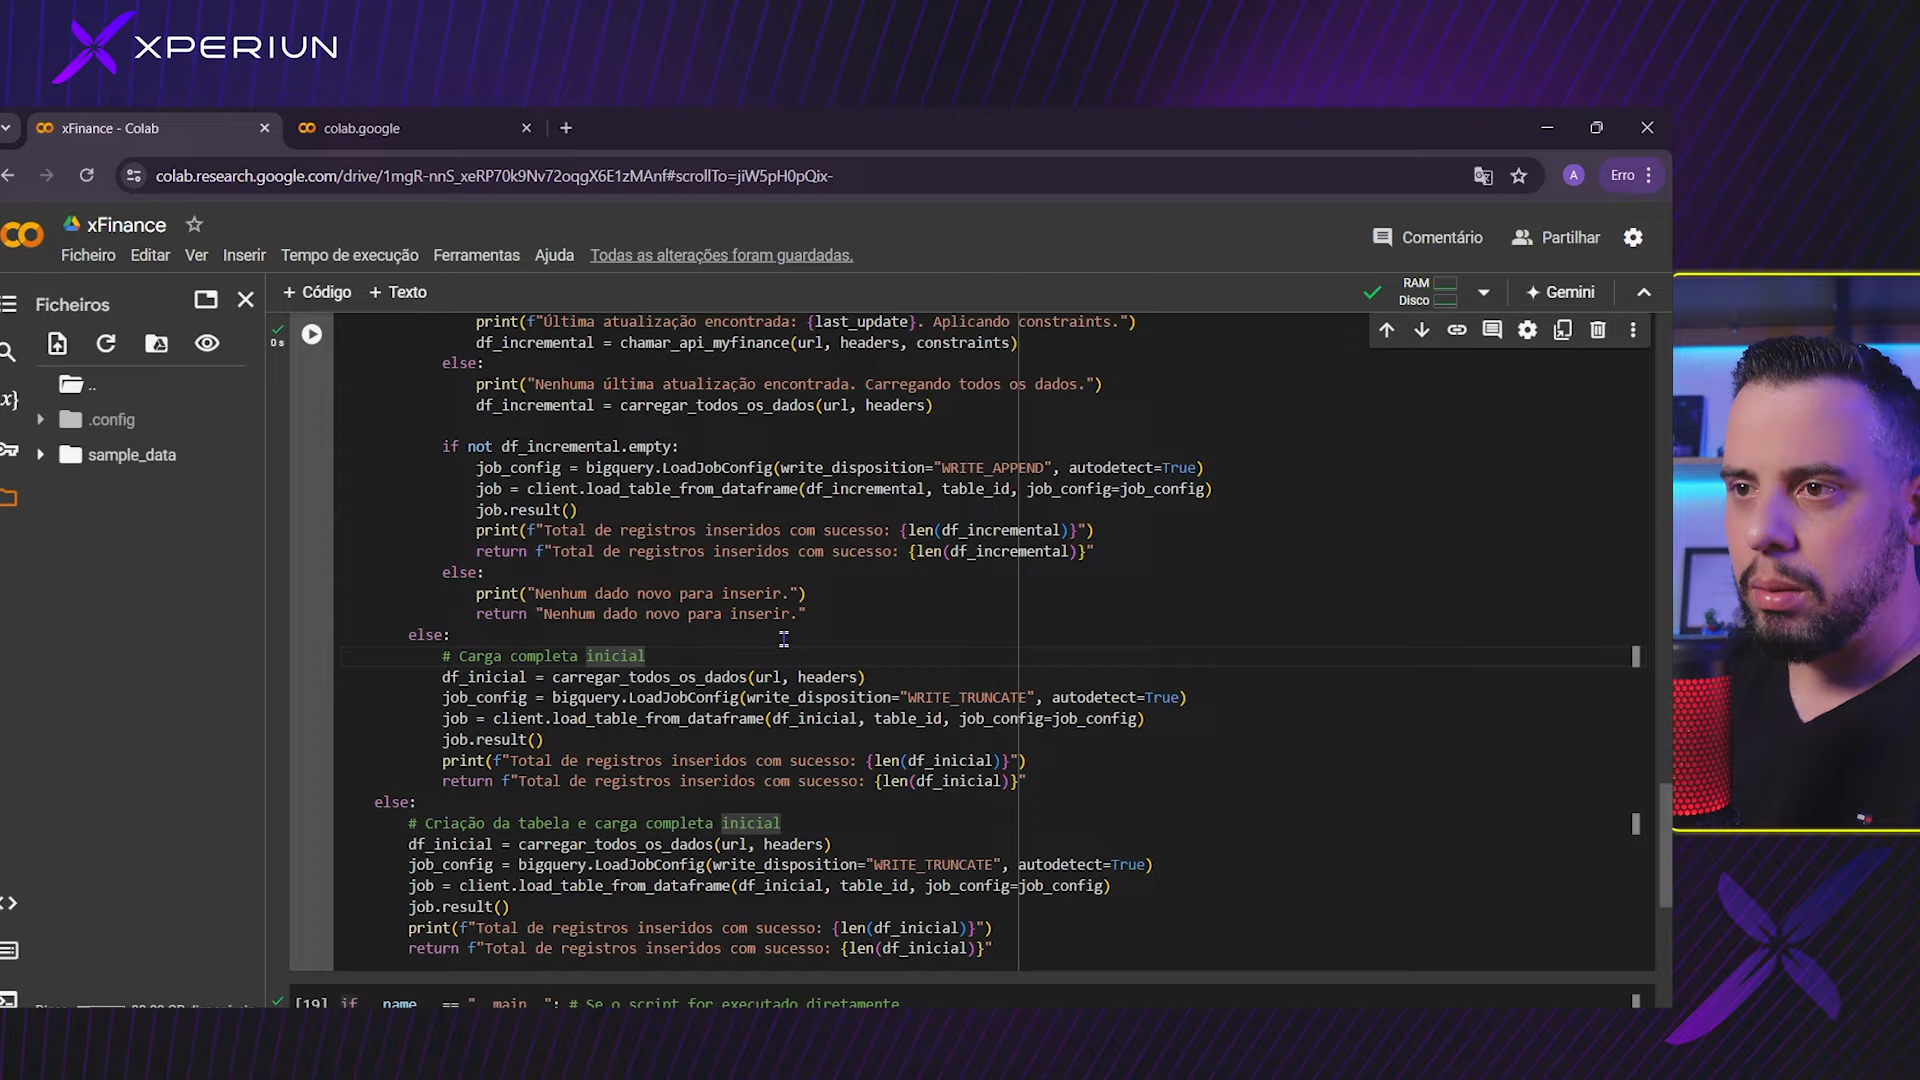 XPERIUN
xFinance - Colab
colab.google
colab.research.google.com/drive/1mgR-nnS_xeRP70k9Nv72oqgX6E1zMAnf#scrollTo=jiW5pH0pQix-
A
Erro
xFinance
Ficheiro Editar Ver Inserir Tempo de execução Ferramentas Ajuda Todas as alterações foram guardadas.
Comentário
Partilhar
Ficheiros
+ Código + Texto
RAM
Disco
Gemini
..
.config
sample_data
0 s
print(f"Última atualização encontrada: {last_update}. Aplicando constraints.")
df_incremental = chamar_api_myfinance(url, headers, constraints)
else:
print("Nenhuma última atualização encontrada. Carregando todos os dados.")
df_incremental = carregar_todos_os_dados(url, headers)
if not df_incremental.empty:
job_config = bigquery.LoadJobConfig(write_disposition="WRITE_APPEND", autodetect=True)
job = client.load_table_from_dataframe(df_incremental, table_id, job_config=job_config)
job.result()
print(f"Total de registros inseridos com sucesso: {len(df_incremental)}")
return f"Total de registros inseridos com sucesso: {len(df_incremental)}"
else:
print("Nenhum dado novo para inserir.")
return "Nenhum dado novo para inserir."
else:
# Carga completa inicial
df_inicial = carregar_todos_os_dados(url, headers)
job_config = bigquery.LoadJobConfig(write_disposition="WRITE_TRUNCATE", autodetect=True)
job = client.load_table_from_dataframe(df_inicial, table_id, job_config=job_config)
job.result()
print(f"Total de registros inseridos com sucesso: {len(df_inicial)}")
return f"Total de registros inseridos com sucesso: {len(df_inicial)}"
else:
# Criação da tabela e carga completa inicial
df_inicial = carregar_todos_os_dados(url, headers)
job_config = bigquery.LoadJobConfig(write_disposition="WRITE_TRUNCATE", autodetect=True)
job = client.load_table_from_dataframe(df_inicial, table_id, job_config=job_config)
job.result()
print(f"Total de registros inseridos com sucesso: {len(df_inicial)}")
return f"Total de registros inseridos com sucesso: {len(df_inicial)}"
[19] if __name__ == "__main__": # Se o script for executado diretamente